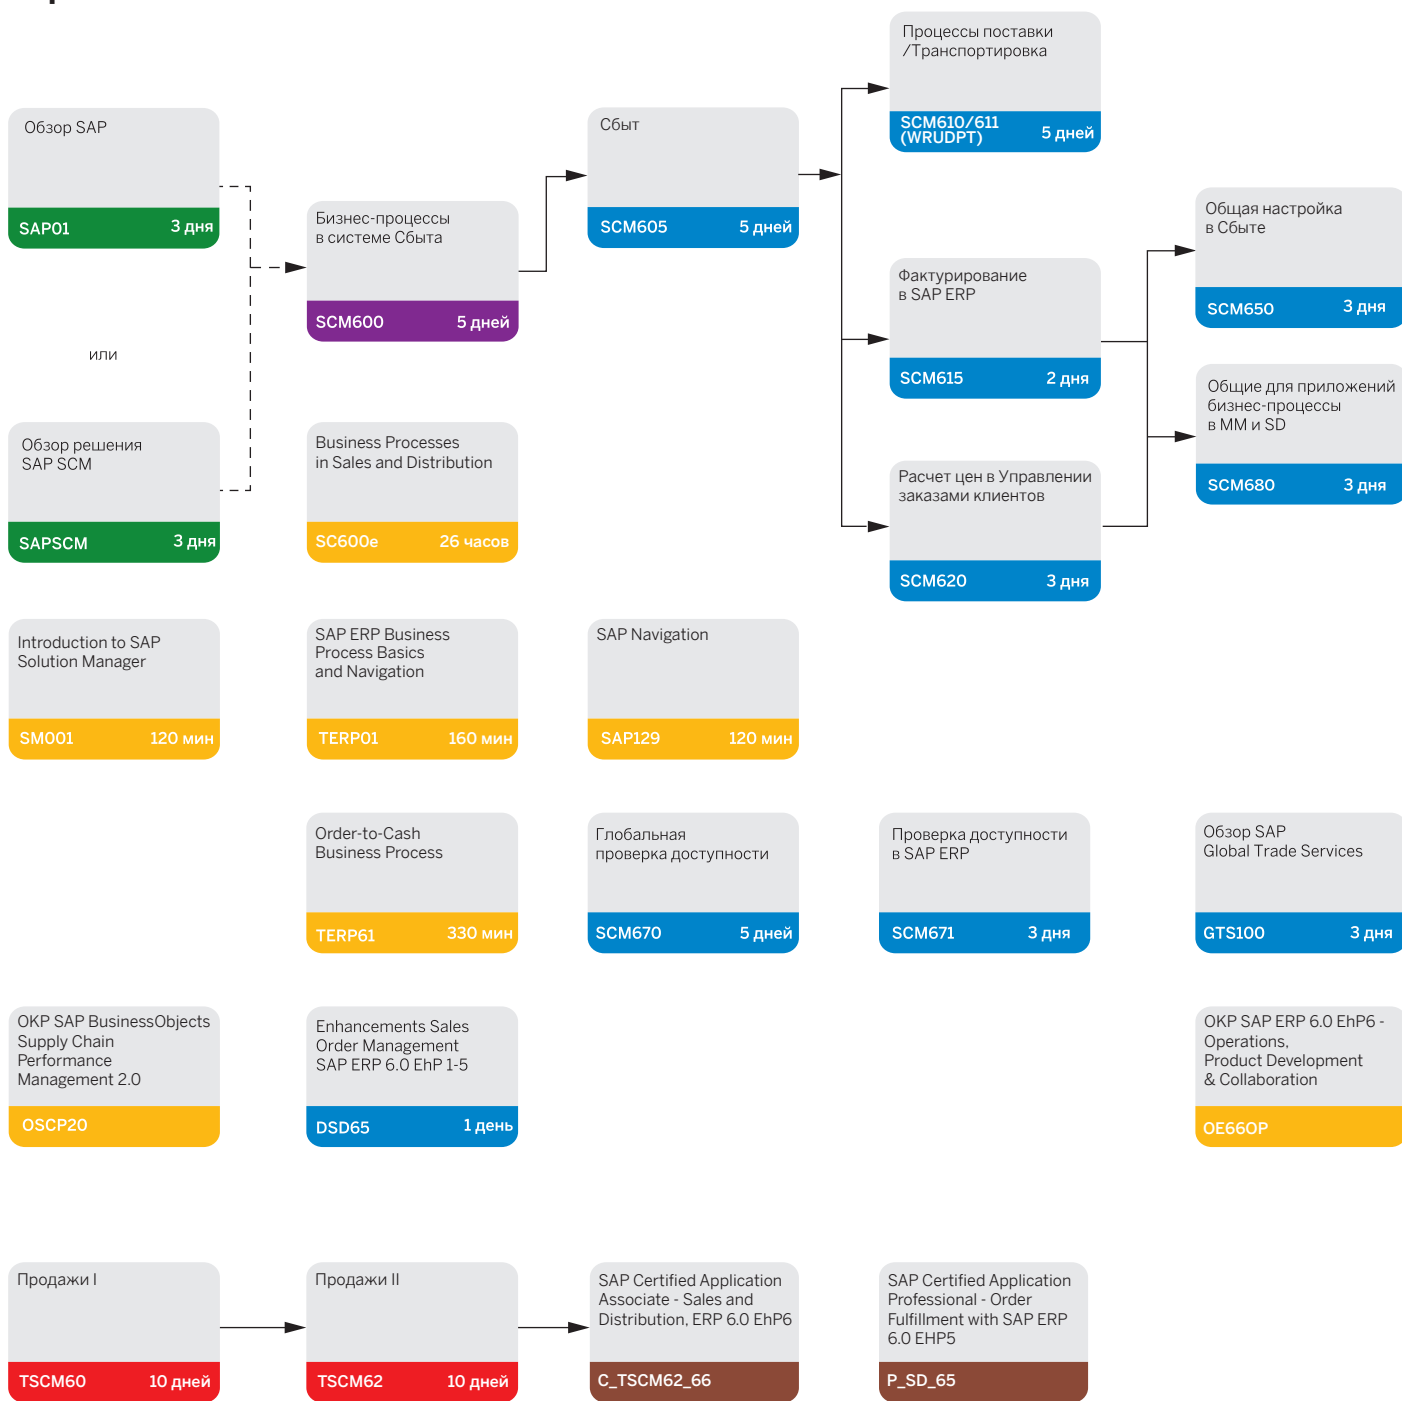 Процессы поставки
/Транспортировка
SCM610/611
(WRUDPT)
5 дней
Обзор SAP
SAP01
3 дня
Сбыт
SCM605
5 дней
Бизнес-процессы
в системе Сбыта
SCM600
5 дней
Общая настройка
в Сбыте
SCM650
3 дня
Фактурирование
в SAP ERP
SCM615
2 дня
или
Общие для приложений
бизнес-процессы
в ММ и SD
SCM680
3 дня
Обзор решения
SAP SCM
SAPSCM
3 дня
Business Processes
in Sales and Distribution
SC600e
26 часов
Расчет цен в Управлении
заказами клиентов
SCM620
3 дня
Introduction to SAP
Solution Manager
SM001
120 мин
SAP ERP Business
Process Basics
and Navigation
TERP01
160 мин
SAP Navigation
SAP129
120 мин
Order-to-Cash
Business Process
TERP61
330 мин
Глобальная
проверка доступности
SCM670
5 дней
Проверка доступности
в SAP ERP
SCM671
3 дня
Обзор SAP
Global Trade Services
GTS100
3 дня
OKP SAP BusinessObjects
Supply Chain
Performance
Management 2.0
OSCP20
Enhancements Sales
Order Management
SAP ERP 6.0 EhP 1-5
DSD65
1 день
OKP SAP ERP 6.0 EhP6 -
Operations,
Product Development
& Collaboration
OE66OP
Продажи I
TSCM60
10 дней
Продажи II
TSCM62
10 дней
SAP Certified Application
Associate - Sales and
Distribution, ERP 6.0 EhP6
C_TSCM62_66
SAP Certified Application
Professional - Order
Fulfillment with SAP ERP
6.0 EHP5
P_SD_65